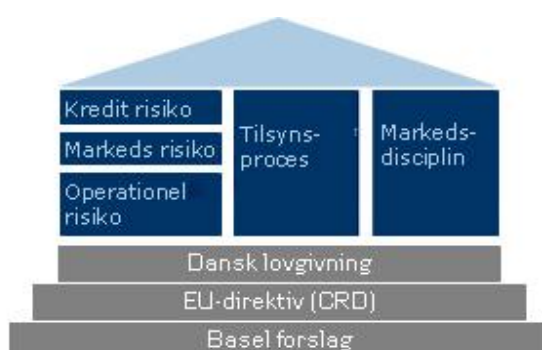 Kredit risiko
Markeds risiko
Operationel
risiko
Tilsyns-
proces
Markeds-
disciplin
Dansk lovgivning
EU-direktiv (CRD)
Basel forslag